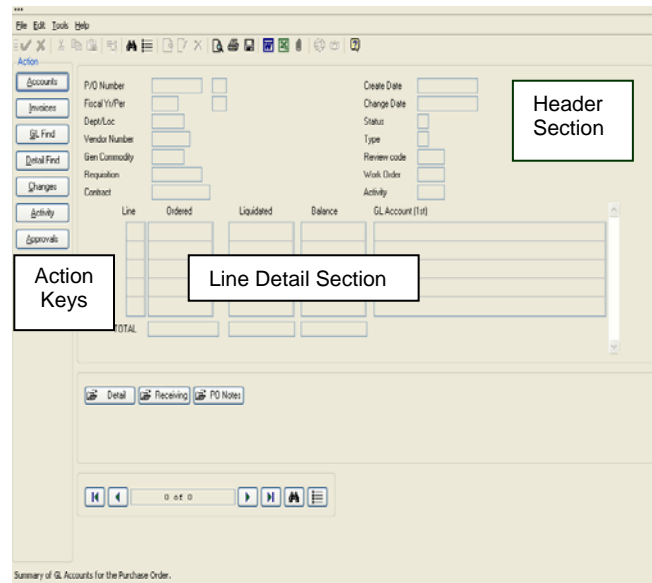 File Edit Tools Help
Action
Accounts
Invoices
GL Find
Detail Find
Changes
Activity
Approvals
P/O Number
Fiscal Yr/Per
Dept/Loc
Vendor Number
Gen Commodity
Requisition
Contract
Create Date
Change Date
Status
Type
Review code
Work Order
Activity
Header
Section
Line Ordered Liquidated Balance GL Account (1st)
Action
Keys
Line Detail Section
TOTAL
Detail Receiving PO Notes
0 of 0
Summary of GL Accounts for the Purchase Order.